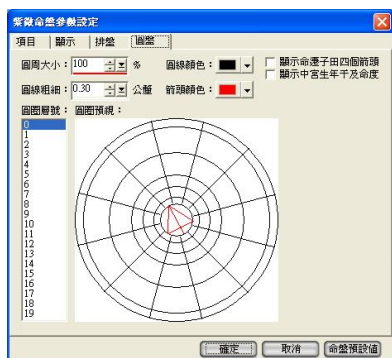 紫微命盤參數設定
項目 顯示 排盤 圓盤
圓周大小：100 % 圓線顏色： 顯示命遷子田四個箭頭
顯示中宮生年干及命度
圓線粗細：0.30 公釐 箭頭顏色：
圓圈層號： 圓圈預視：
0
1
2
3
4
5
6
7
8
9
10
11
12
13
14
15
16
17
18
19
確定 取消 命盤預設值